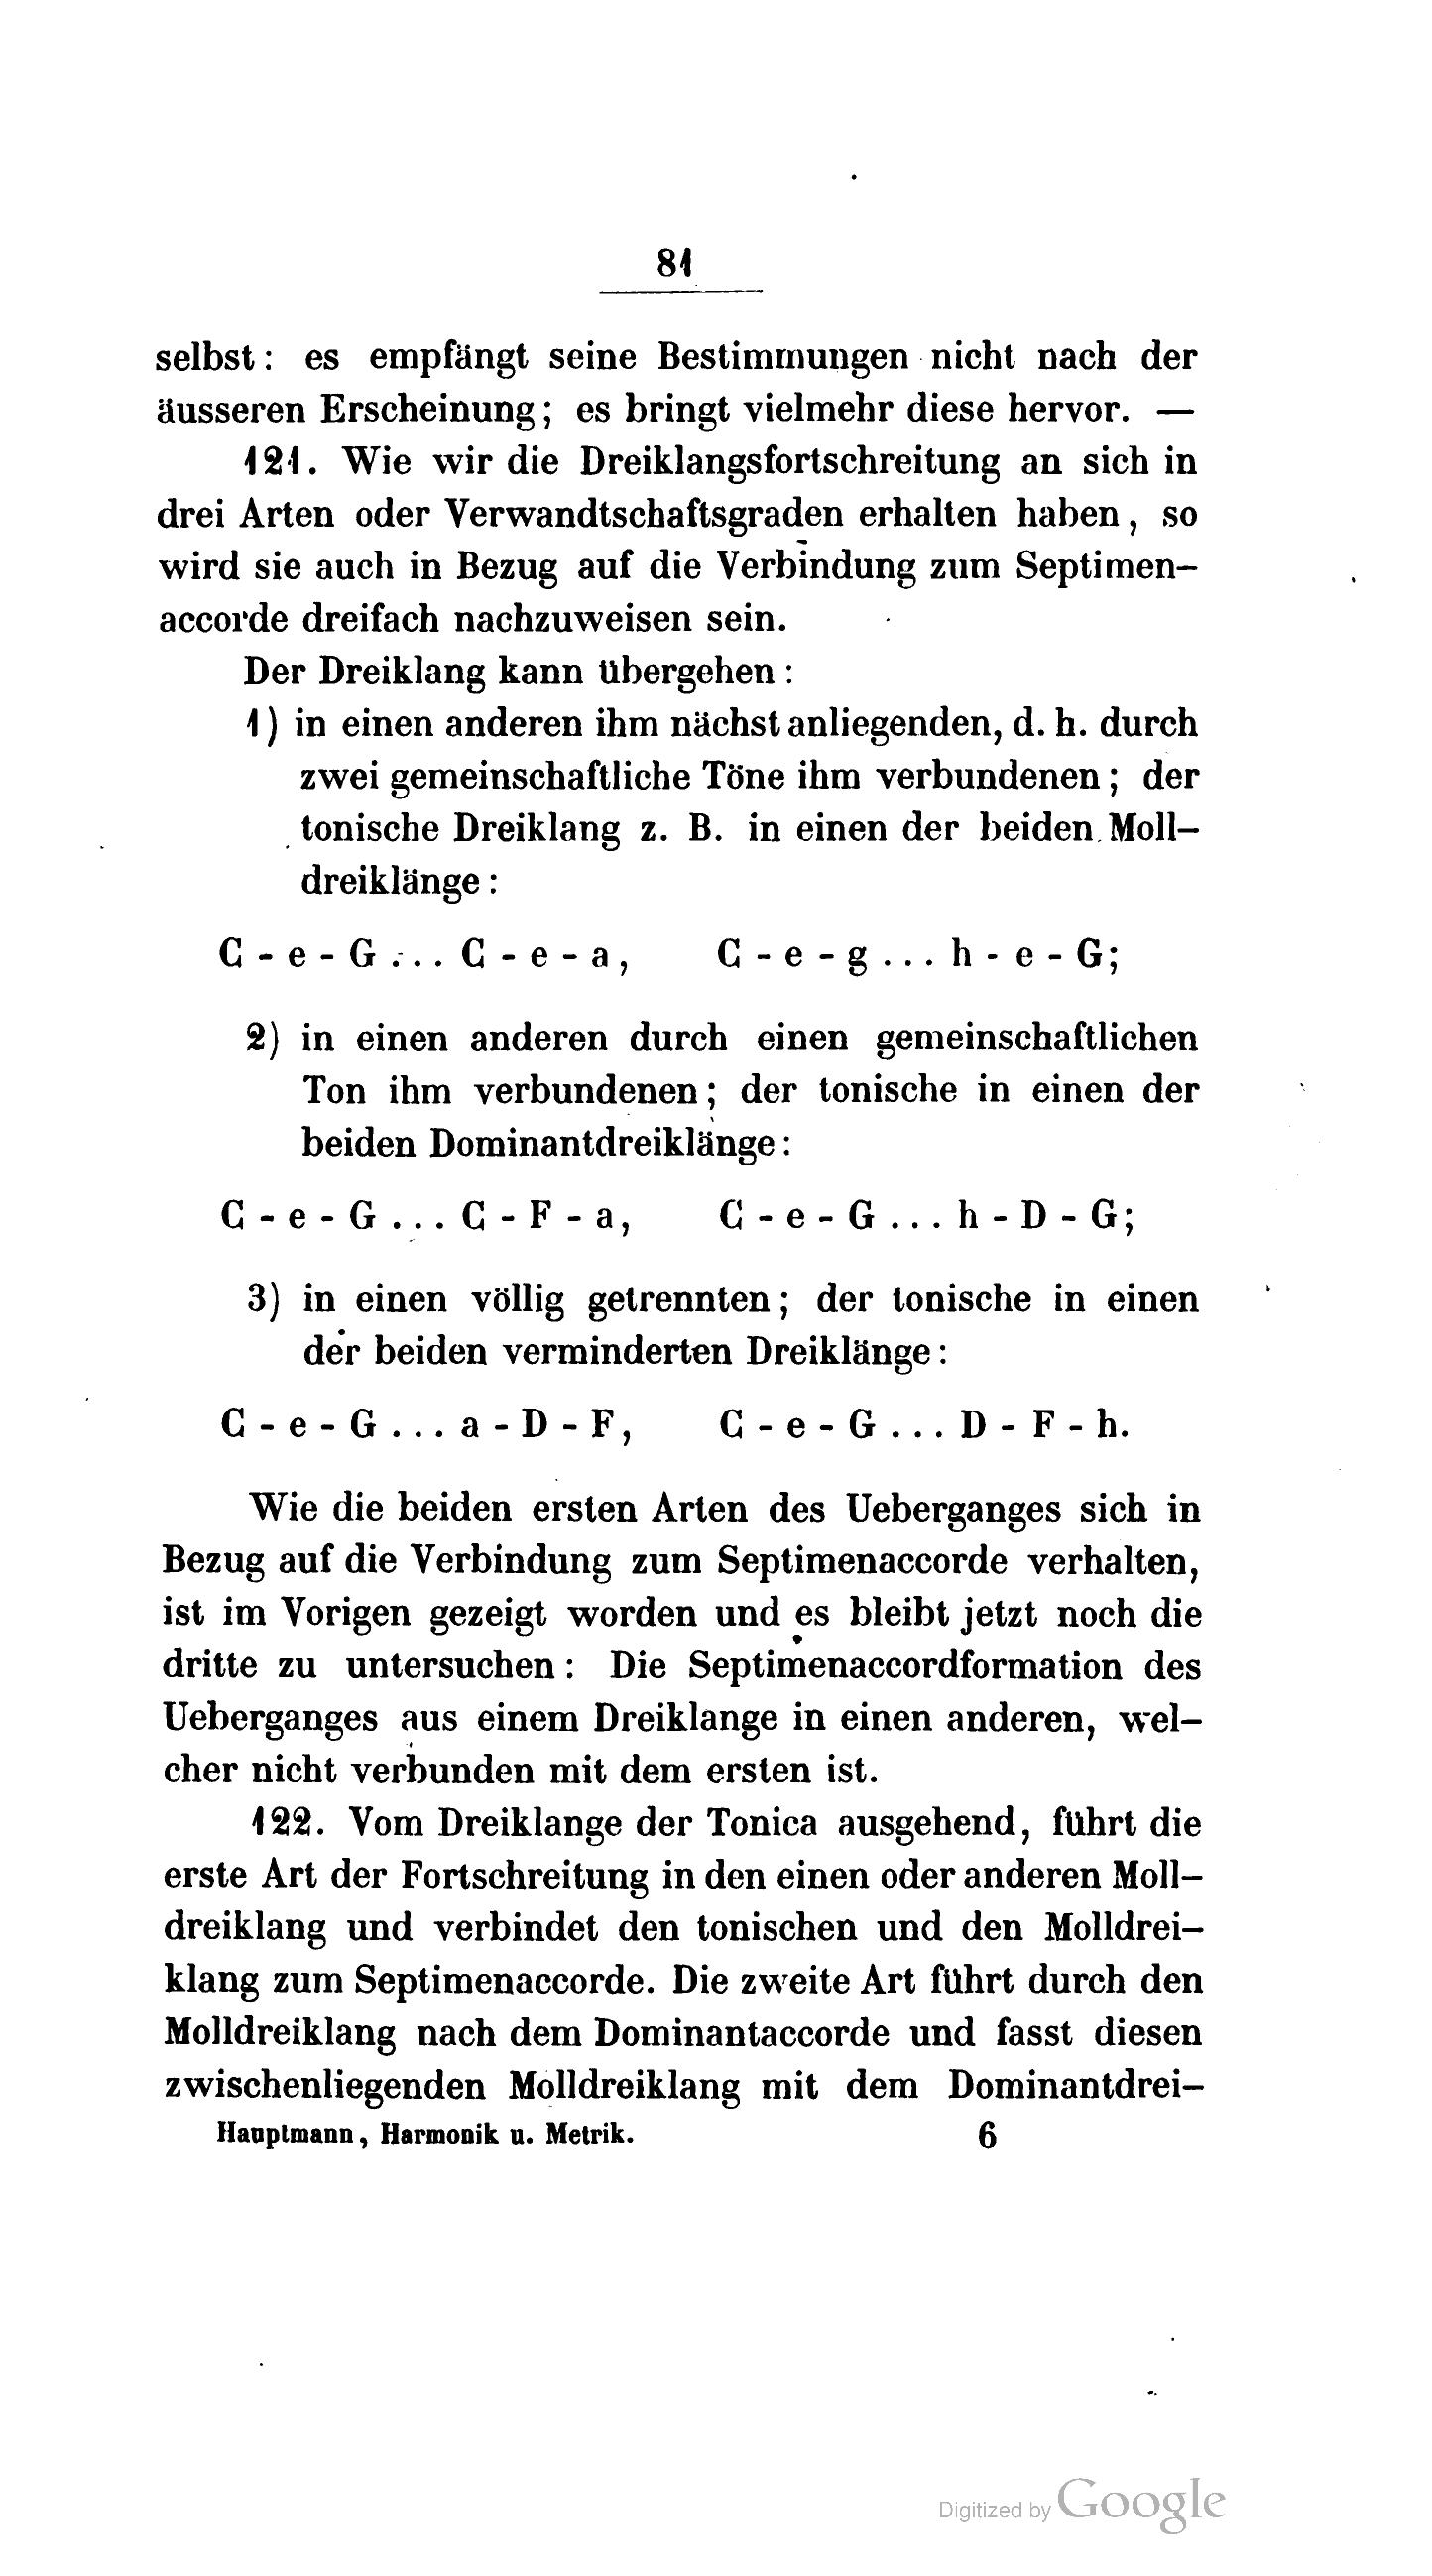 81
selbst: es empfängt seine Bestimmungen nicht nach der
äusseren Erscheinung; es bringt vielmehr diese hervor. —
121. Wie wir die Dreiklangsfortschreitung an sich in
drei Arten oder Verwandtschaftsgraden erhalten haben, so
wird sie auch in Bezug auf die Verbindung zum Septimen-
accorde dreifach nachzuweisen sein.
Der Dreiklang kann übergehen:
1) in einen anderen ihm nächst anliegenden, d. h. durch
zwei gemeinschaftliche Töne ihm verbundenen; der
tonische Dreiklang z. B. in einen der beiden Moll-
dreiklänge:
C - e - G ... C - e - a, C - e - g ... h - e - G;
2) in einen anderen durch einen gemeinschaftlichen
Ton ihm verbundenen; der tonische in einen der
beiden Dominantdreiklänge:
C - e - G ... C - F - a, C - e - G ... h - D - G;
3) in einen völlig getrennten; der tonische in einen
der beiden verminderten Dreiklänge:
C - e - G ... a - D - F, C - e - G ... D - F - h.
Wie die beiden ersten Arten des Ueberganges sich in
Bezug auf die Verbindung zum Septimenaccorde verhalten,
ist im Vorigen gezeigt worden und es bleibt jetzt noch die
dritte zu untersuchen: Die Septimenaccordformation des
Ueberganges aus einem Dreiklange in einen anderen, wel-
cher nicht verbunden mit dem ersten ist.
122. Vom Dreiklange der Tonica ausgehend, führt die
erste Art der Fortschreitung in den einen oder anderen Moll-
dreiklang und verbindet den tonischen und den Molldrei-
klang zum Septimenaccorde. Die zweite Art führt durch den
Molldreiklang nach dem Dominantaccorde und fasst diesen
zwischenliegenden Molldreiklang mit dem Dominantdrei-
Hauptmann, Harmonik u. Metrik. 6
Digitized by Google